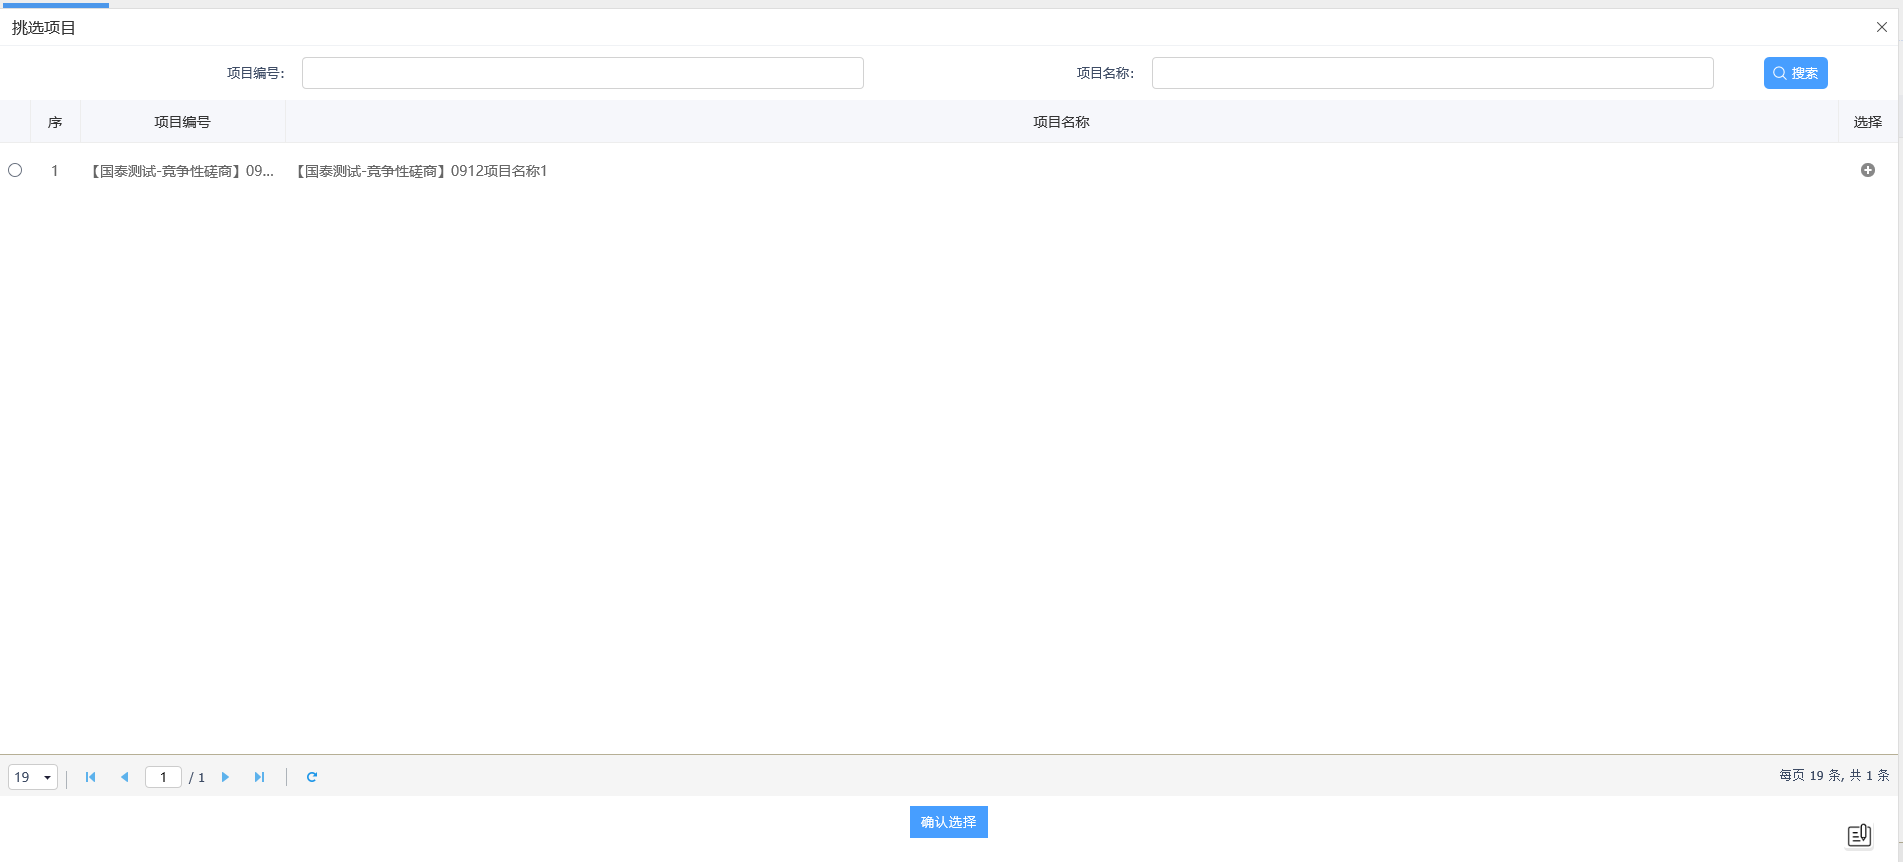 挑选项目
项目编号：
项目名称：
搜索
序 项目编号 项目名称 选择
1 【国泰测试-竞争性磋商】09... 【国泰测试-竞争性磋商】0912项目名称1
19 1 / 1 每页 19 条, 共 1 条
确认选择